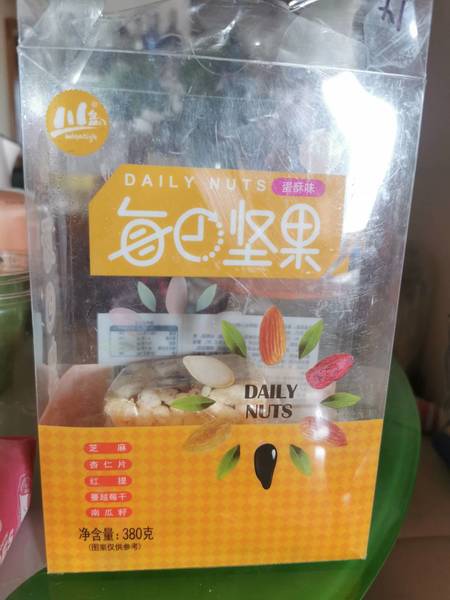 川岛
DAILY NUTS
蛋酥味
每日坚果
DAILY
NUTS
芝麻
杏仁片
红提
蔓越莓干
南瓜籽
净含量：380克
(图案仅供参考)